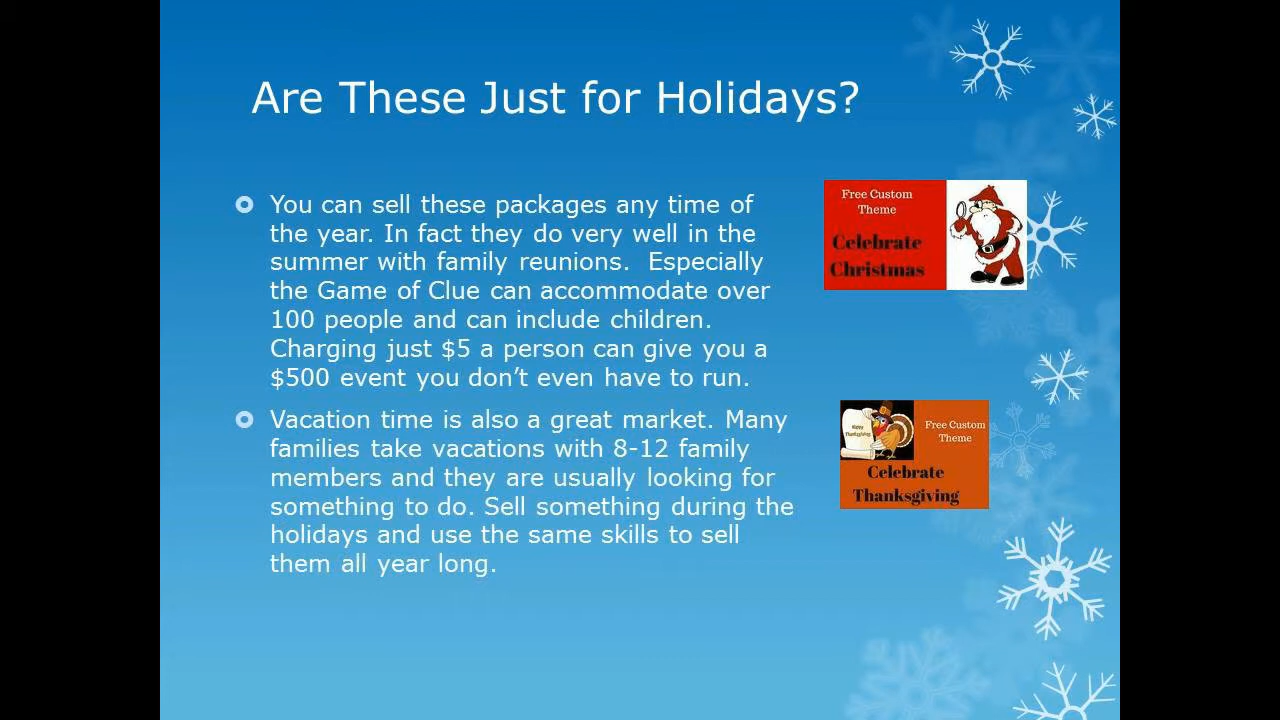 Are These Just for Holidays?
You can sell these packages any time of
the year. In fact they do very well in the
summer with family reunions.  Especially
the Game of Clue can accommodate over
100 people and can include children.
Charging just $5 a person can give you a
$500 event you don’t even have to run.
Vacation time is also a great market. Many
families take vacations with 8-12 family
members and they are usually looking for
something to do. Sell something during the
holidays and use the same skills to sell
them all year long.
Free Custom
Theme
Celebrate
Christmas
Happy
Thanksgiving
Free Custom
Theme
Celebrate
Thanksgiving